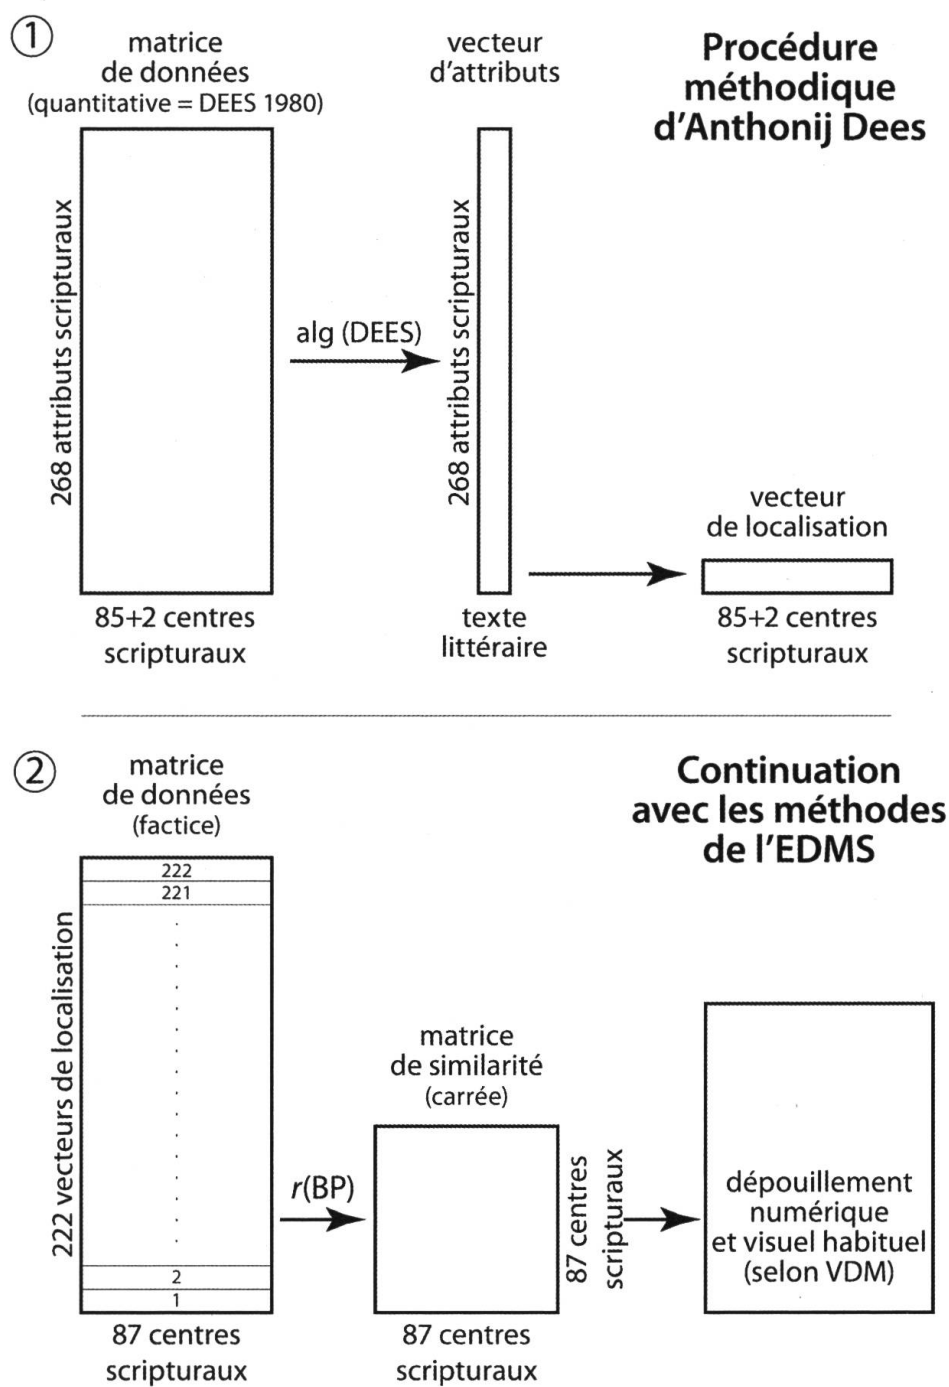 ①
matrice
de données
(quantitative = DEES 1980)
vecteur
d'attributs
Procédure
méthodique
d'Anthonij Dees
268 attributs scripturaux
alg (DEES)
268 attributs scripturaux
85+2 centres
scripturaux
texte
littéraire
vecteur
de localisation
85+2 centres
scripturaux
②
matrice
de données
(factice)
Continuation
avec les méthodes
de l'EDMS
222 vecteurs de localisation
222
221
2
1
87 centres
scripturaux
r(BP)
matrice
de similarité
(carrée)
87 centres
scripturaux
87 centres
scripturaux
dépouillement
numérique
et visuel habituel
(selon VDM)